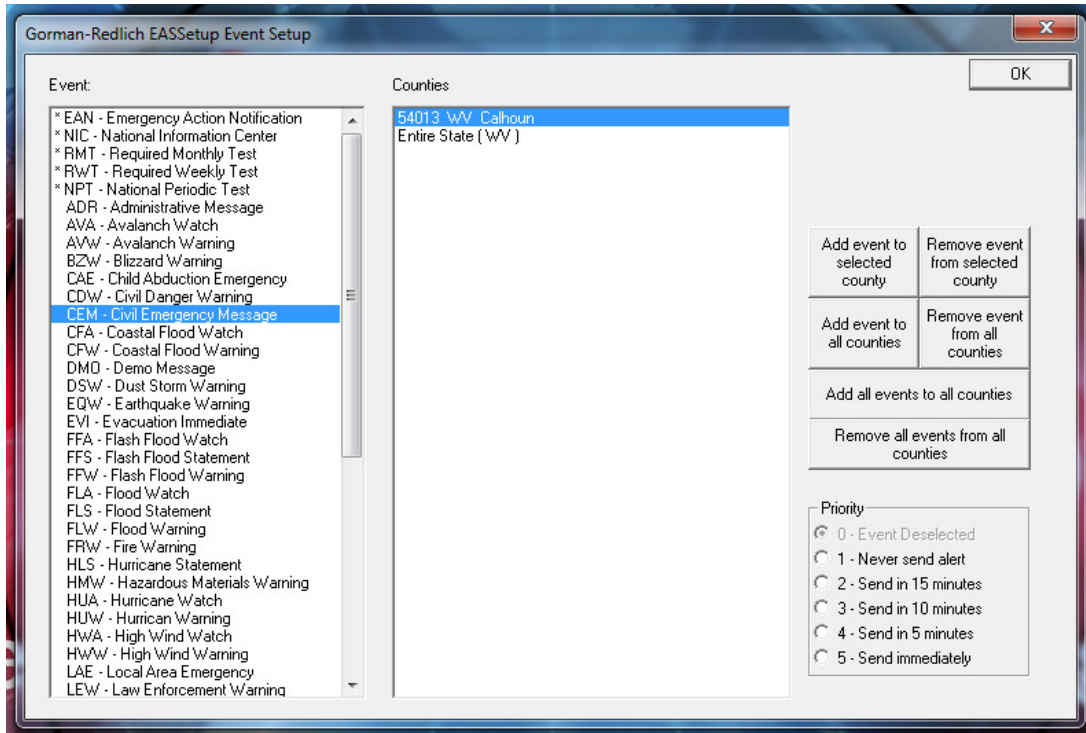 Gorman-Redlich EASSetup Event Setup
OK
Event:
Counties
* EAN - Emergency Action Notification
* NIC - National Information Center
* RMT - Required Monthly Test
* RWT - Required Weekly Test
* NPT - National Periodic Test
ADR - Administrative Message
AVA - Avalanch Watch
AVW - Avalanch Warning
BZW - Blizzard Warning
CAE - Child Abduction Emergency
CDW - Civil Danger Warning
CEM - Civil Emergency Message
CFA - Coastal Flood Watch
CFW - Coastal Flood Warning
DMO - Demo Message
DSW - Dust Storm Warning
EQW - Earthquake Warning
EVI - Evacuation Immediate
FFA - Flash Flood Watch
FFS - Flash Flood Statement
FFW - Flash Flood Warning
FLA - Flood Watch
FLS - Flood Statement
FLW - Flood Warning
FRW - Fire Warning
HLS - Hurricane Statement
HMW - Hazardous Materials Warning
HUA - Hurricane Watch
HUW - Hurrican Warning
HWA - High Wind Watch
HWW - High Wind Warning
LAE - Local Area Emergency
LEW - Law Enforcement Warning
54013 WV Calhoun
Entire State ( WV )
Add event to
selected
county
Remove event
from selected
county
Add event to
all counties
Remove event
from all
counties
Add all events to all counties
Remove all events from all
counties
Priority
0 - Event Deselected
1 - Never send alert
2 - Send in 15 minutes
3 - Send in 10 minutes
4 - Send in 5 minutes
5 - Send immediately